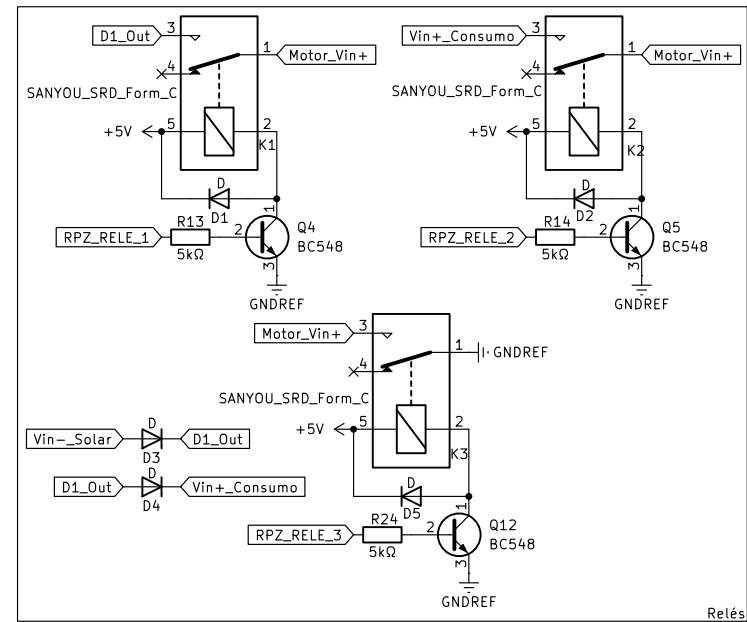 D1_Out
3
1
Motor_Vin+
4
SANYOU_SRD_Form_C
+5V
5
2
K1
D
D1
RPZ_RELE_1
R13
5kΩ
2
1
3
Q4
BC548
GNDREF
Vin+_Consumo
3
1
Motor_Vin+
4
SANYOU_SRD_Form_C
+5V
5
2
K2
D
D2
RPZ_RELE_2
R14
5kΩ
2
1
3
Q5
BC548
GNDREF
Motor_Vin+
3
1
GNDREF
4
SANYOU_SRD_Form_C
+5V
5
2
K3
D
D5
RPZ_RELE_3
R24
5kΩ
2
1
3
Q12
BC548
GNDREF
Vin-_Solar
D
D3
D1_Out
D1_Out
D
D4
Vin+_Consumo
Relés